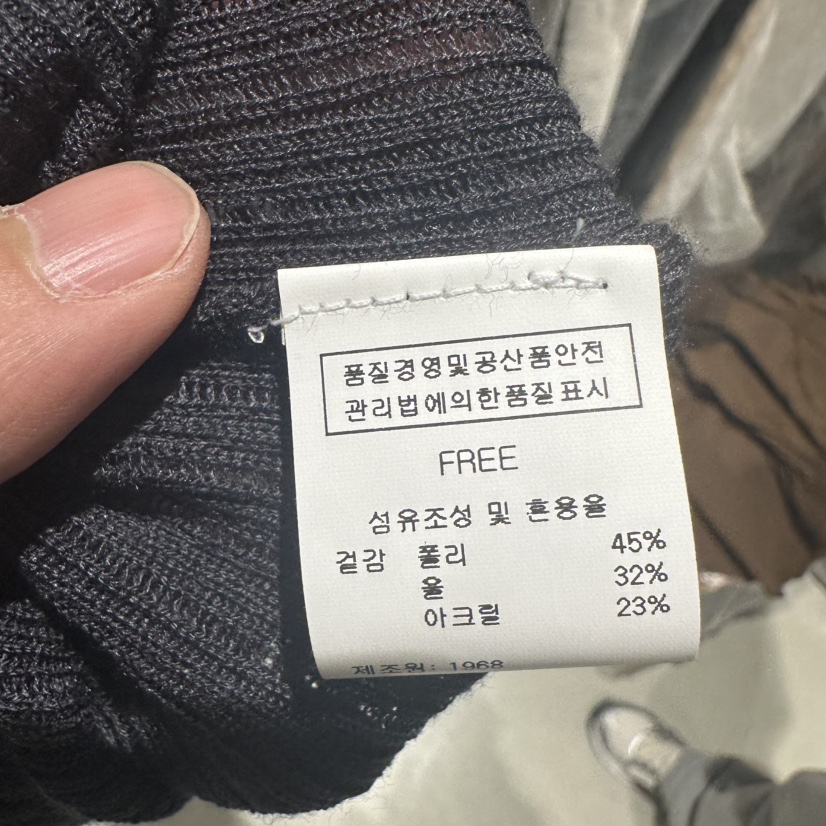 품질경영및공산품안전
관리법에의한품질표시
FREE
섬유조성 및 혼용율
겉감 폴리 45%
울 32%
아크릴 23%
제조원: 1968